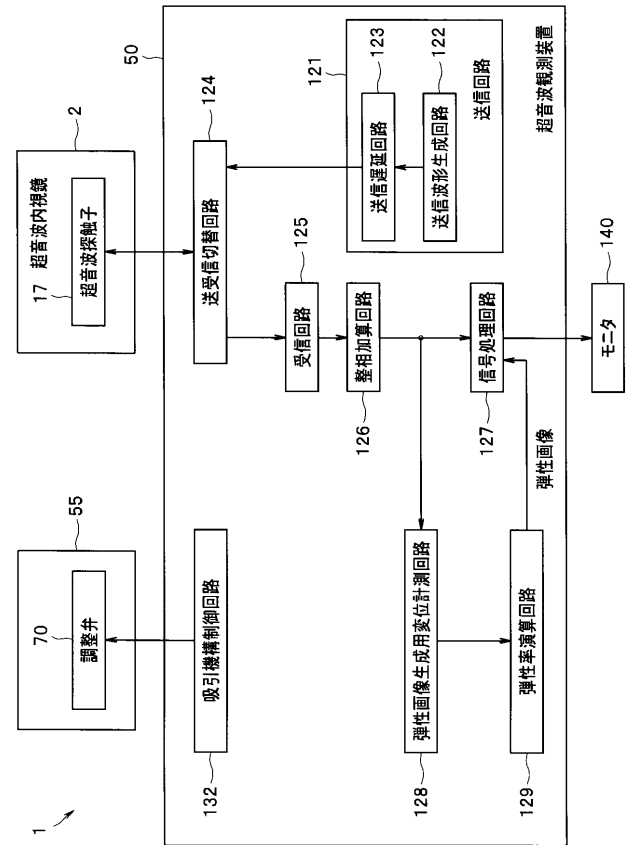 1
55
70
調整弁
2
超音波内視鏡
17
超音波探触子
50
132
吸引機構制御回路
124
送受信切替回路
125
受信回路
126
整相加算回路
121
123
送信遅延回路
122
送信波形生成回路
送信回路
128
弾性画像生成用変位計測回路
127
信号処理回路
129
弾性率演算回路
弾性画像
超音波観測装置
140
モニタ